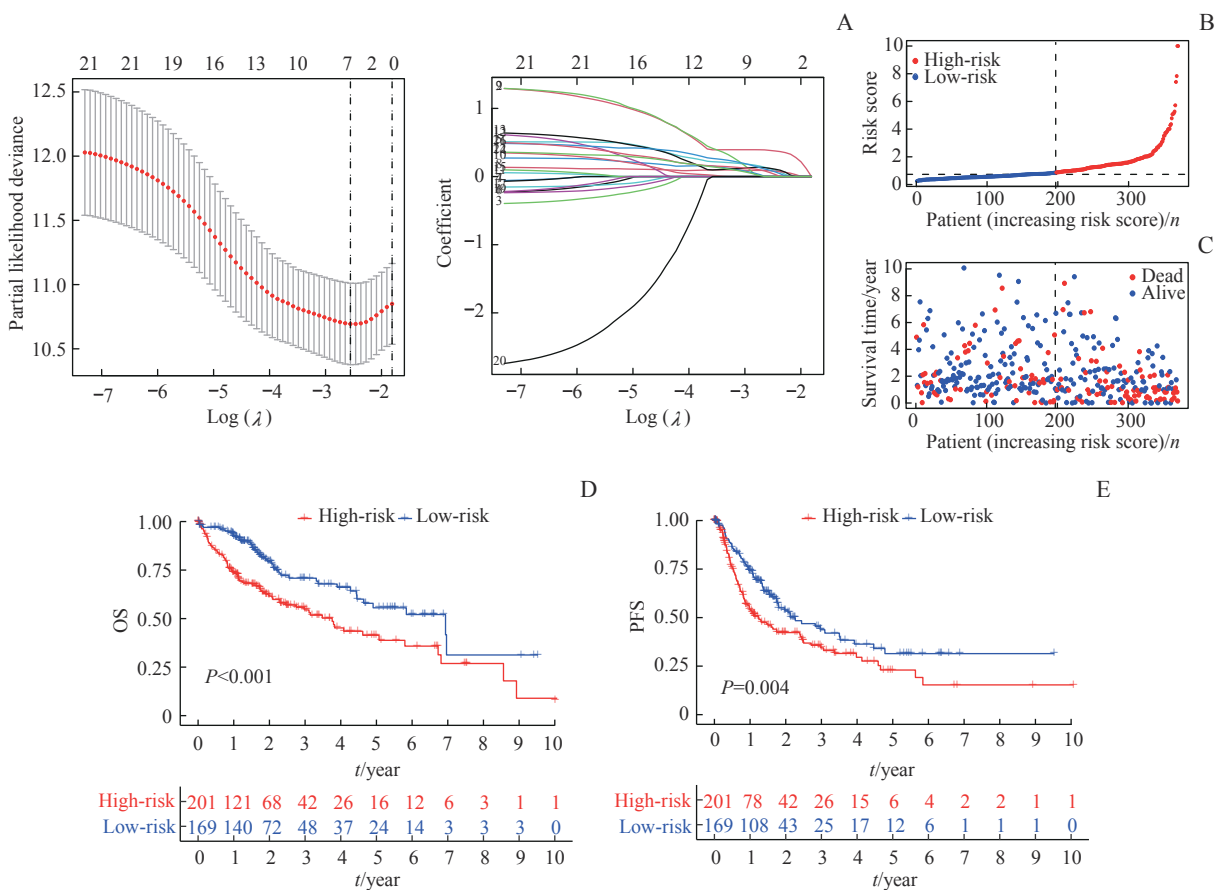 A
21 21 19 16 13 10 7 2 0
12.5
12.0
11.5
11.0
10.5
Partial likelihood deviance
−7 −6 −5 −4 −3 −2
Log (λ)
21 21 16 11 9 2
1
0
−1
−2
Coefficient
20
3
−7 −6 −5 −4 −3 −2
Log (λ)
B
10
8
6
4
2
0
Risk score
High-risk
Low-risk
0 100 200 300
Patient (increasing risk score)/n
C
10
8
6
4
2
0
Survival time/year
Dead
Alive
0 100 200 300
Patient (increasing risk score)/n
D
High-risk Low-risk
1.00
0.75
0.50
0.25
0
OS
P<0.001
0 1 2 3 4 5 6 7 8 9 10
t/year
High-risk 201 121 68 42 26 16 12 6 3 1 1
Low-risk 169 140 72 48 37 24 14 3 3 3 0
0 1 2 3 4 5 6 7 8 9 10
t/year
E
High-risk Low-risk
1.00
0.75
0.50
0.25
0
PFS
P=0.004
0 1 2 3 4 5 6 7 8 9 10
t/year
High-risk 201 78 42 26 15 6 4 2 2 1 1
Low-risk 169 108 43 25 17 12 6 1 1 1 0
0 1 2 3 4 5 6 7 8 9 10
t/year